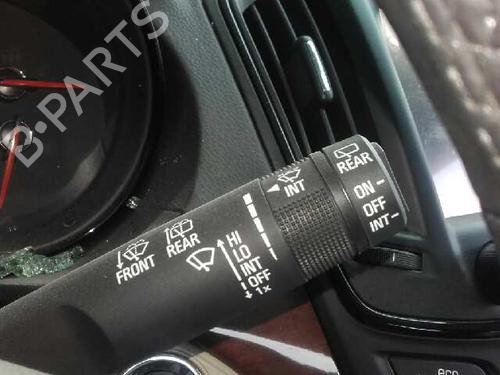 B-PARTS
FRONT
REAR
HI
LO
INT
OFF
1x
INT
REAR
ON
OFF
INT